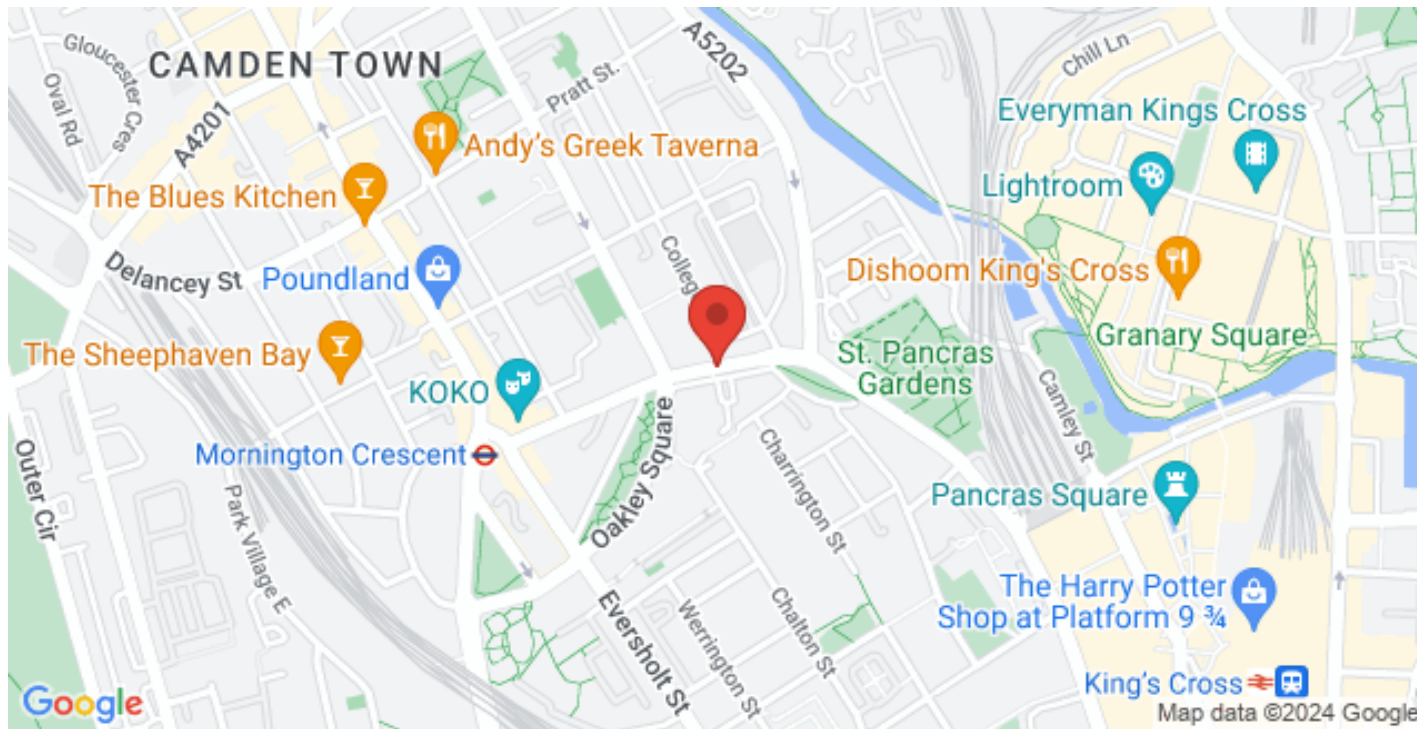 Gloucester Cres
CAMDEN TOWN
A5202
Chill Ln
Oval Rd
Pratt St.
Everyman Kings Cross
A4201
Andy's Greek Taverna
Lightroom
The Blues Kitchen
Delancey St
Poundland
College
Dishoom King's Cross
The Sheephaven Bay
St. Pancras
Gardens
Granary Square
KOKO
Camley St
Mornington Crescent
Oakley Square
Charrington St
Outer Cir
Park Village E
Pancras Square
Eversholt St
Werrington St
Chalton St
The Harry Potter
Shop at Platform 9 ¾
King's Cross
Google
Map data ©2024 Google